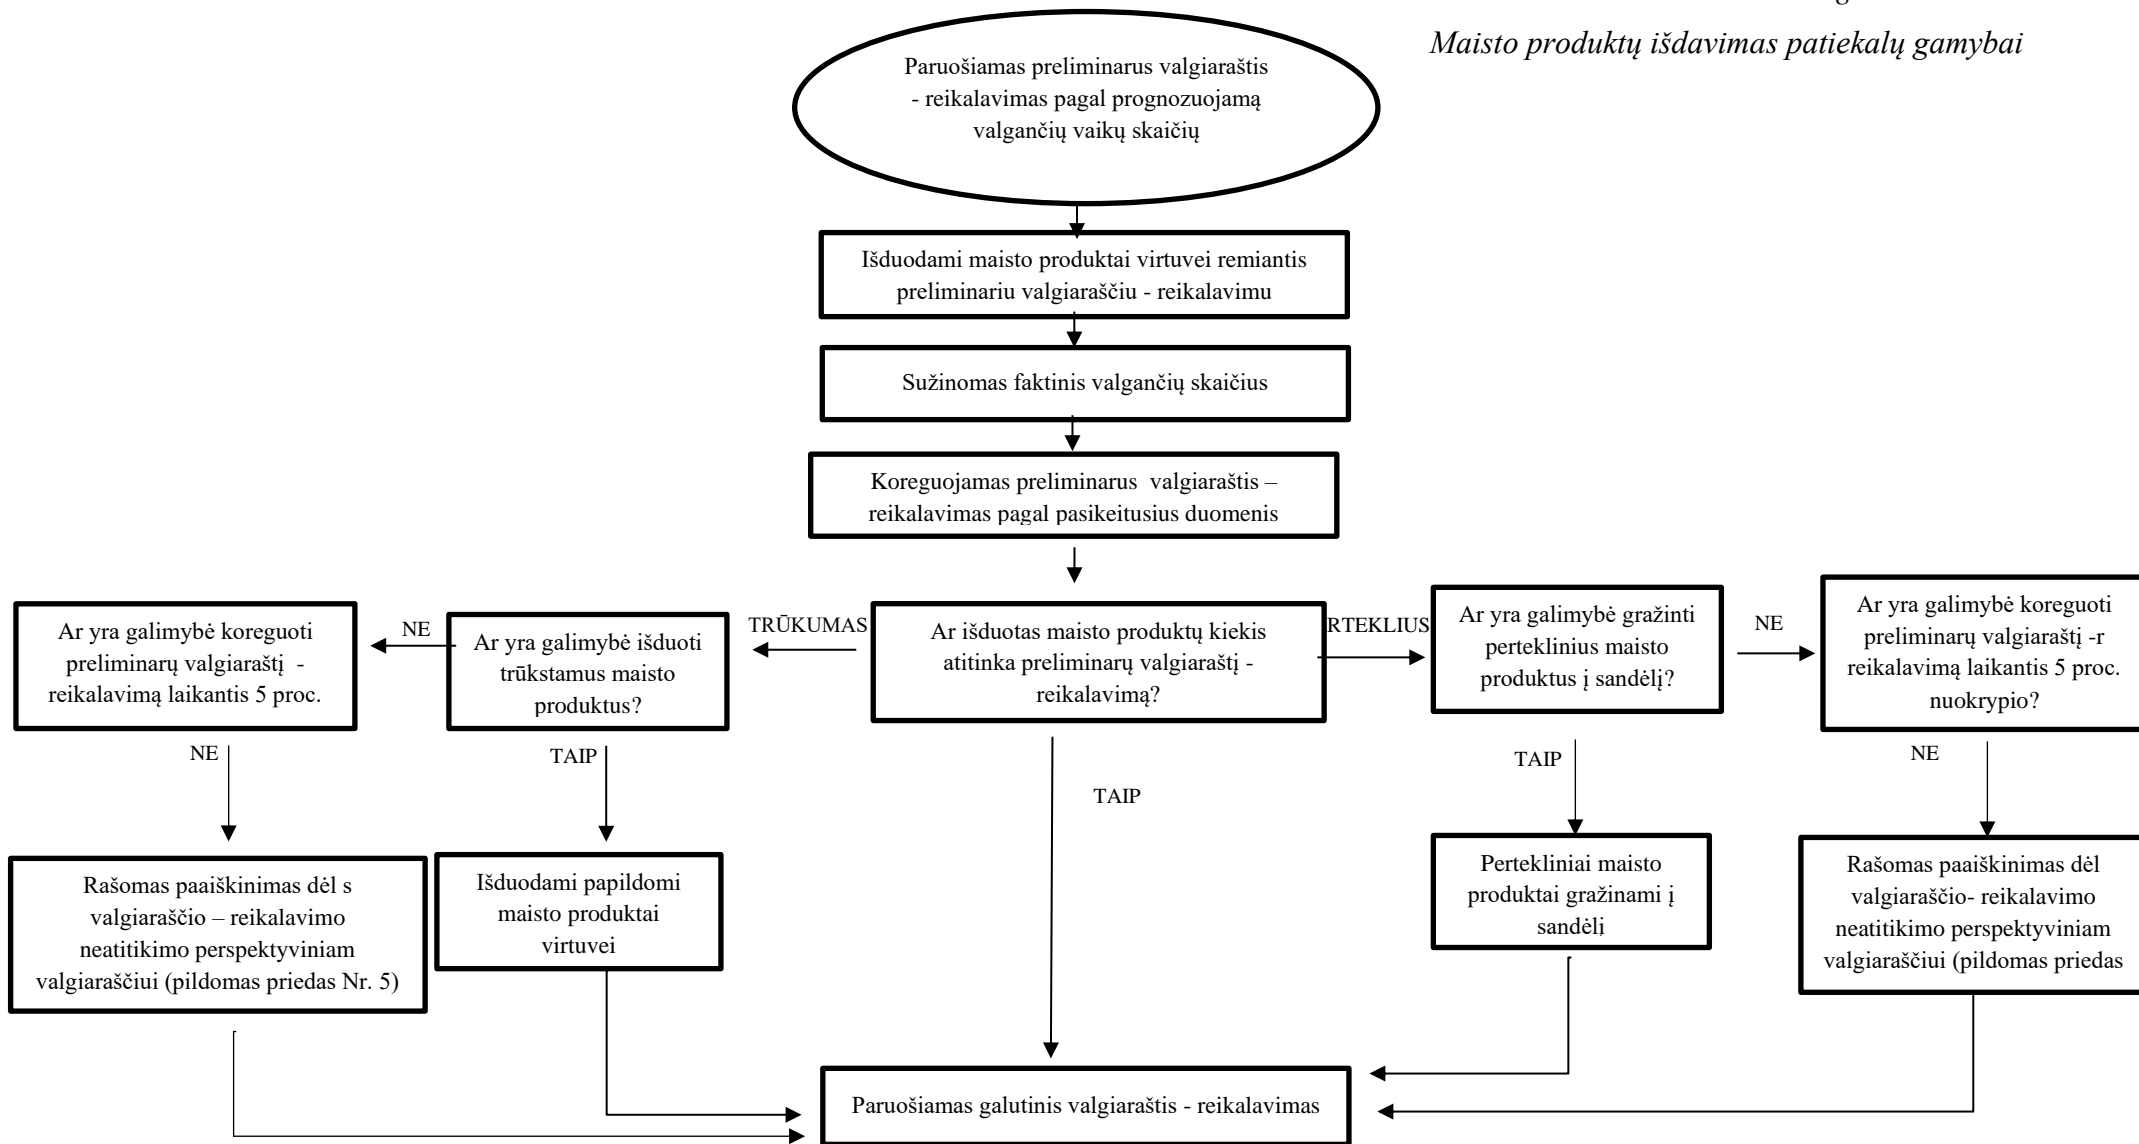 Maisto produktų išdavimas patiekalų gamybai
Paruošiamas preliminarus valgiaraštis
- reikalavimas pagal prognozuojamą
valgančių vaikų skaičių
Išduodami maisto produktai virtuvei remiantis
preliminariu valgiaraščiu - reikalavimu
Sužinomas faktinis valgančių skaičius
Koreguojamas preliminarus valgiaraštis –
reikalavimas pagal pasikeitusius duomenis
Ar yra galimybė koreguoti
preliminarų valgiaraštį -
reikalavimą laikantis 5 proc.
NE
Ar yra galimybė išduoti
trūkstamus maisto
produktus?
TRŪKUMAS
Ar išduotas maisto produktų kiekis
atitinka preliminarų valgiaraštį -
reikalavimą?
RTEKLIUS
Ar yra galimybė gražinti
perteklinius maisto
produktus į sandėlį?
NE
Ar yra galimybė koreguoti
preliminarų valgiaraštį -r
reikalavimą laikantis 5 proc.
nuokrypio?
NE
TAIP
TAIP
TAIP
NE
Rašomas paaiškinimas dėl s
valgiaraščio – reikalavimo
neatitikimo perspektyviniam
valgiaraščiui (pildomas priedas Nr. 5)
Išduodami papildomi
maisto produktai
virtuvei
Pertekliniai maisto
produktai gražinami į
sandėlį
Rašomas paaiškinimas dėl
valgiaraščio- reikalavimo
neatitikimo perspektyviniam
valgiaraščiui (pildomas priedas
Paruošiamas galutinis valgiaraštis - reikalavimas